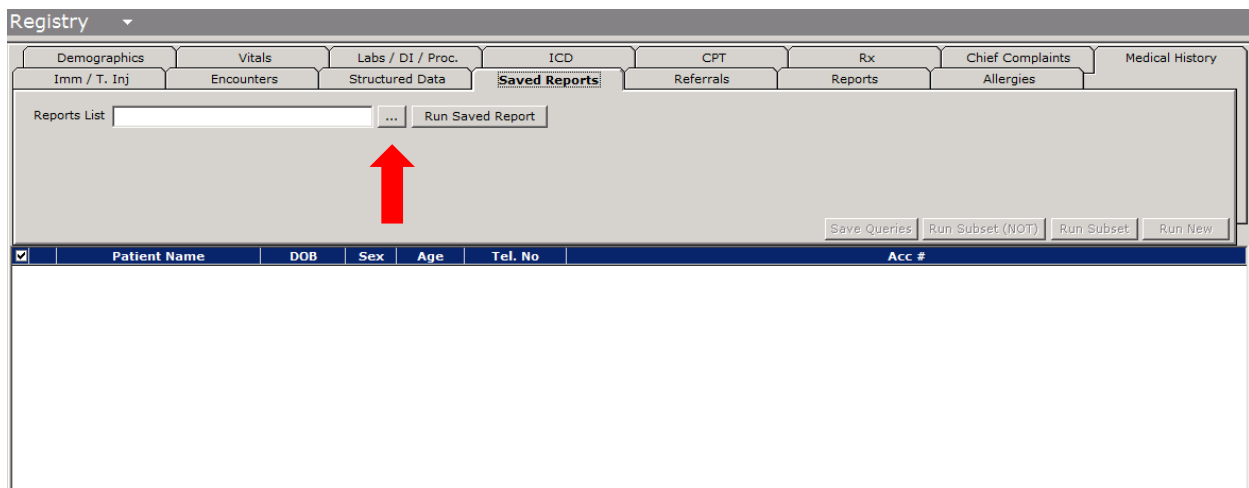 Registry
Demographics Vitals Labs / DI / Proc. ICD CPT Rx Chief Complaints Medical History
Imm / T. Inj Encounters Structured Data Saved Reports Referrals Reports Allergies
Reports List ... Run Saved Report
Save Queries Run Subset (NOT) Run Subset Run New
Patient Name DOB Sex Age Tel. No Acc #